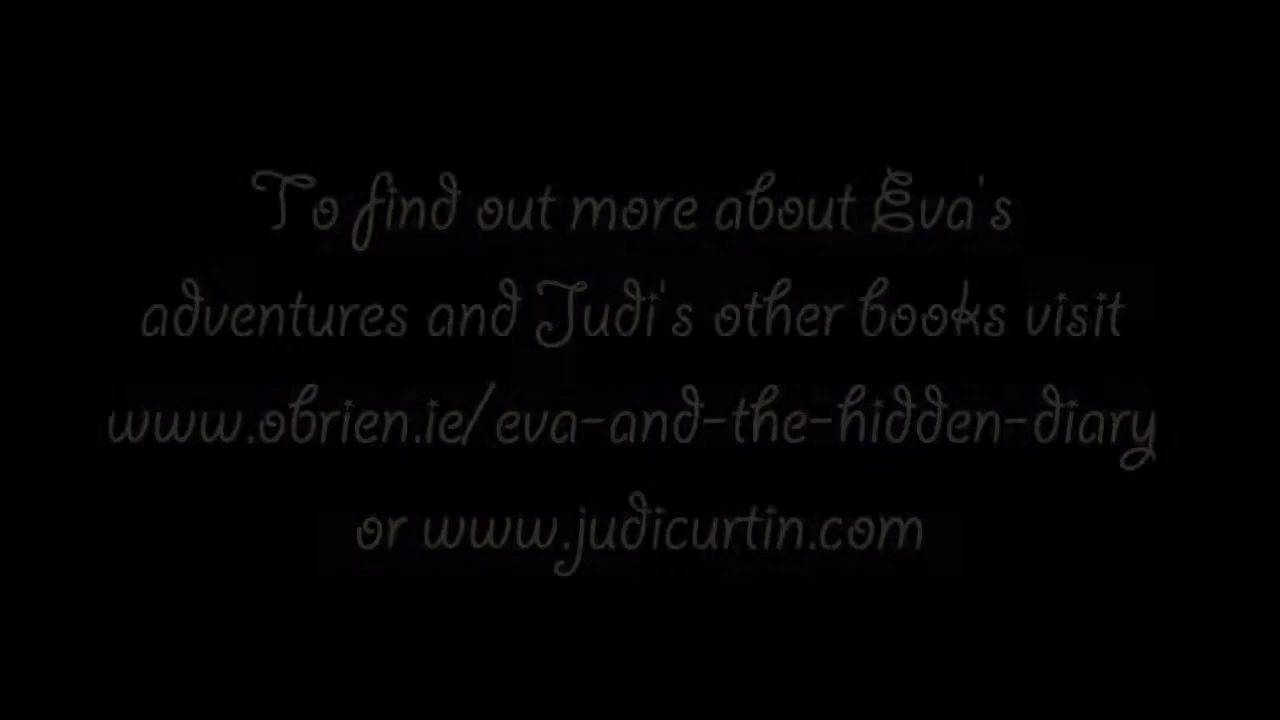 To find out more about Eva's
adventures and Judi's other books visit
www.obrien.ie/eva-and-the-hidden-diary
or www.judicurtin.com